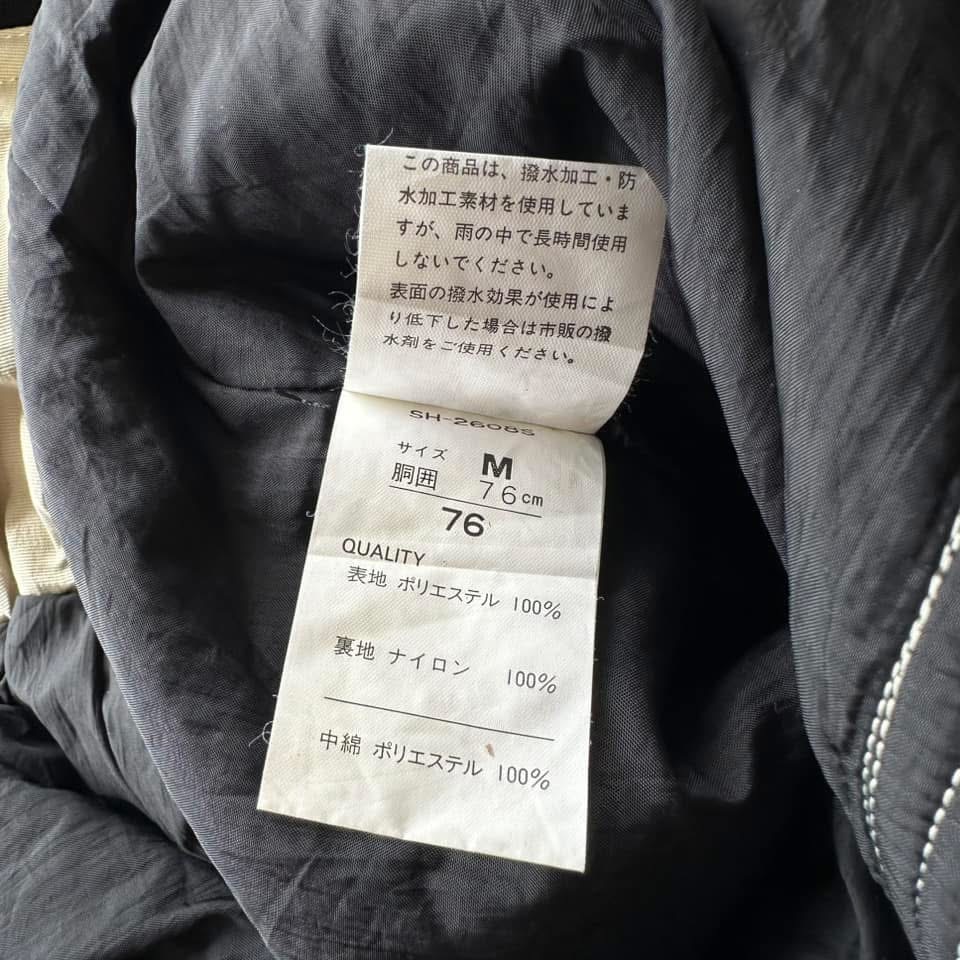 この商品は、撥水加工・防
水加工素材を使用していま
すが、雨の中で長時間使用
しないでください。
表面の撥水効果が使用によ
り低下した場合は市販の撥
水剤をご使用ください。
SH-2608S
サイズ M
胴囲 76cm
76
QUALITY
表地 ポリエステル 100%
裏地 ナイロン 100%
中綿 ポリエステル 100%